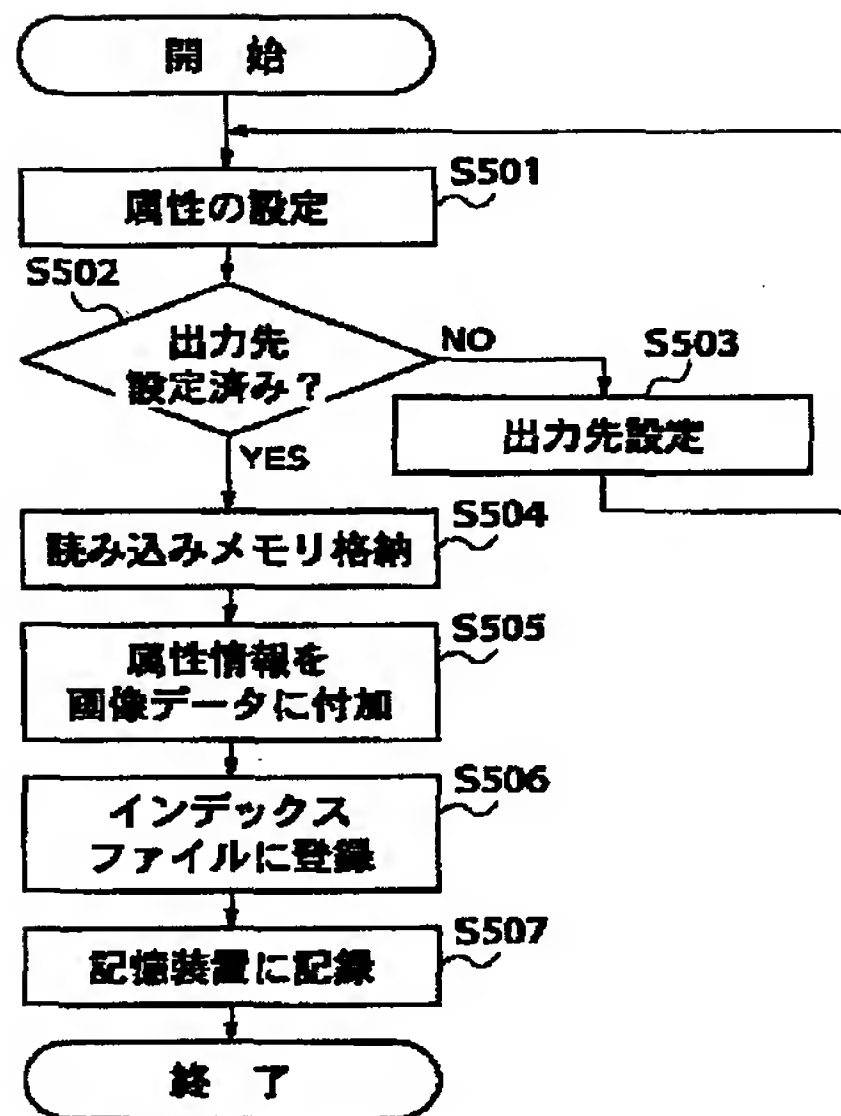 開 始
S501
属性の設定
S502
出力先
設定済み?
NO
S503
出力先設定
YES
S504
読み込みメモリ格納
S505
属性情報を
画像データに付加
S506
インデックス
ファイルに登録
S507
記憶装置に記録
終 了